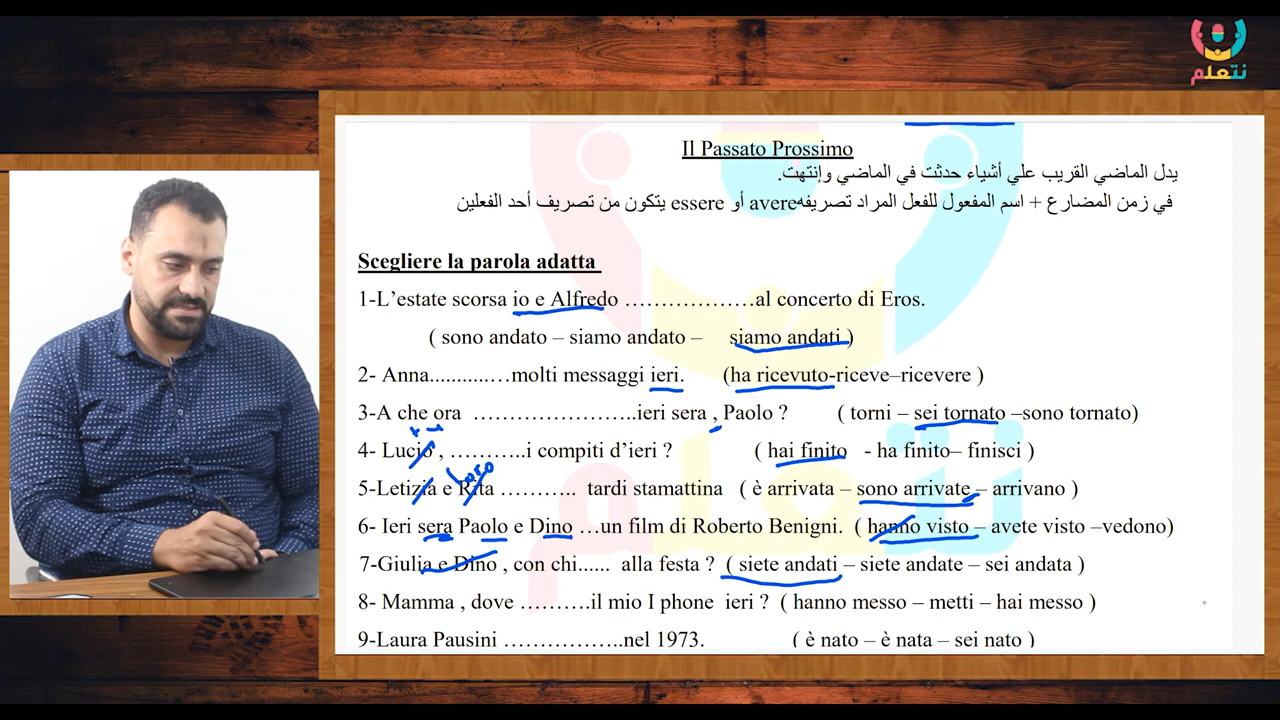 نتعلم
Il Passato Prossimo
يدل الماضي القريب علي أشياء حدثت في الماضي وإنتهت.
في زمن المضارع + اسم المفعول للفعل المراد تصريفهavere أو essere يتكون من تصريف أحد الفعلين
Scegliere la parola adatta
1-L’estate scorsa io e Alfredo ………………al concerto di Eros.
( sono andato – siamo andato – siamo andati )
2- Anna..........…molti messaggi ieri. (ha ricevuto-riceve–ricevere )
3-A che ora …………………..ieri sera , Paolo ? ( torni – sei tornato –sono tornato)
4- Lucio , ………..i compiti d’ieri ? ( hai finito - ha finito– finisci )
loro
5-Letizia e Rita ……….. tardi stamattina ( è arrivata – sono arrivate – arrivano )
6- Ieri sera Paolo e Dino …un film di Roberto Benigni. ( hanno visto – avete visto –vedono)
7-Giulia e Dino , con chi...... alla festa ? ( siete andati – siete andate – sei andata )
8- Mamma , dove ……….il mio I phone ieri ? ( hanno messo – metti – hai messo )
9-Laura Pausini ……………..nel 1973. ( è nato – è nata – sei nato )